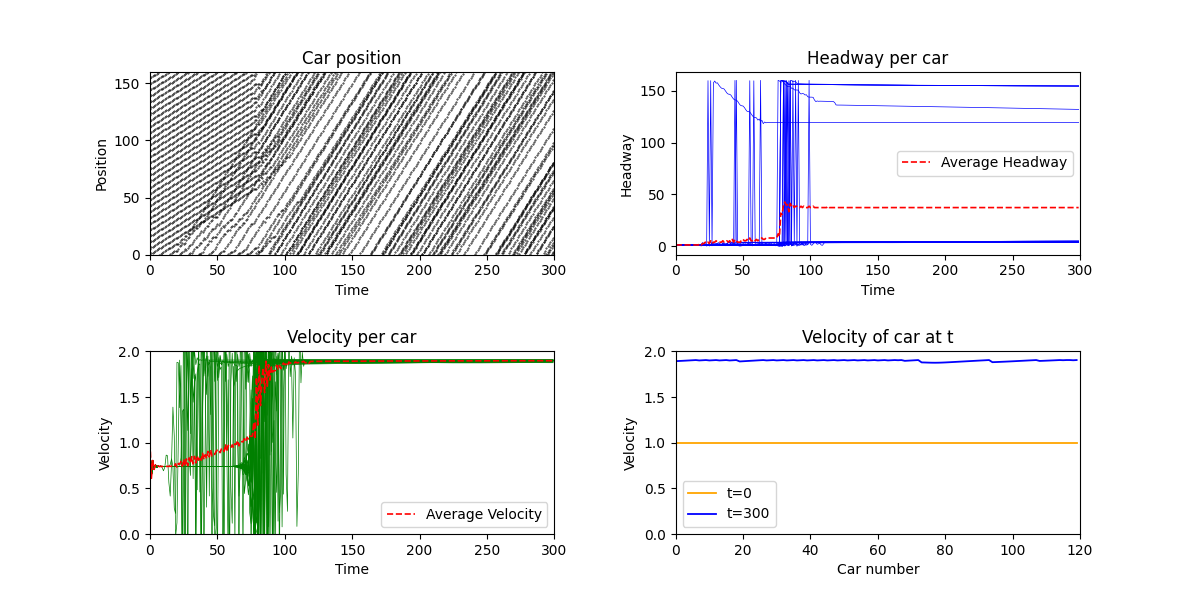 Car position
Position
150
100
50
0
0 50 100 150 200 250 300
Time
Headway per car
Headway
150
100
50
0
Average Headway
0 50 100 150 200 250 300
Time
Velocity per car
Velocity
2.0
1.5
1.0
0.5
0.0
Average Velocity
0 50 100 150 200 250 300
Time
Velocity of car at t
Velocity
2.0
1.5
1.0
0.5
0.0
t=0
t=300
0 20 40 60 80 100 120
Car number